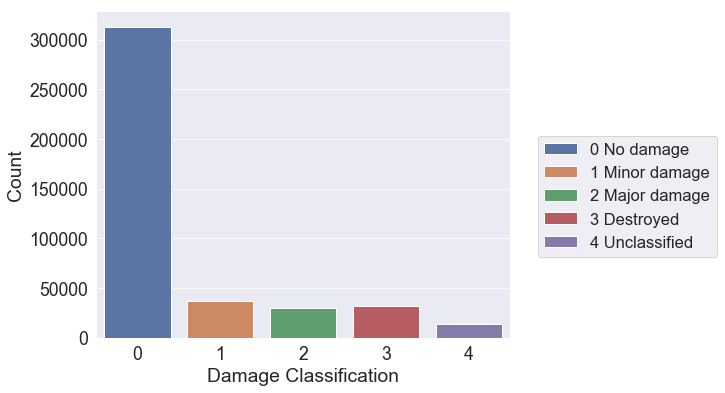 300000
250000
200000
150000
100000
50000
0
Count
0 1 2 3 4
Damage Classification
0 No damage
1 Minor damage
2 Major damage
3 Destroyed
4 Unclassified